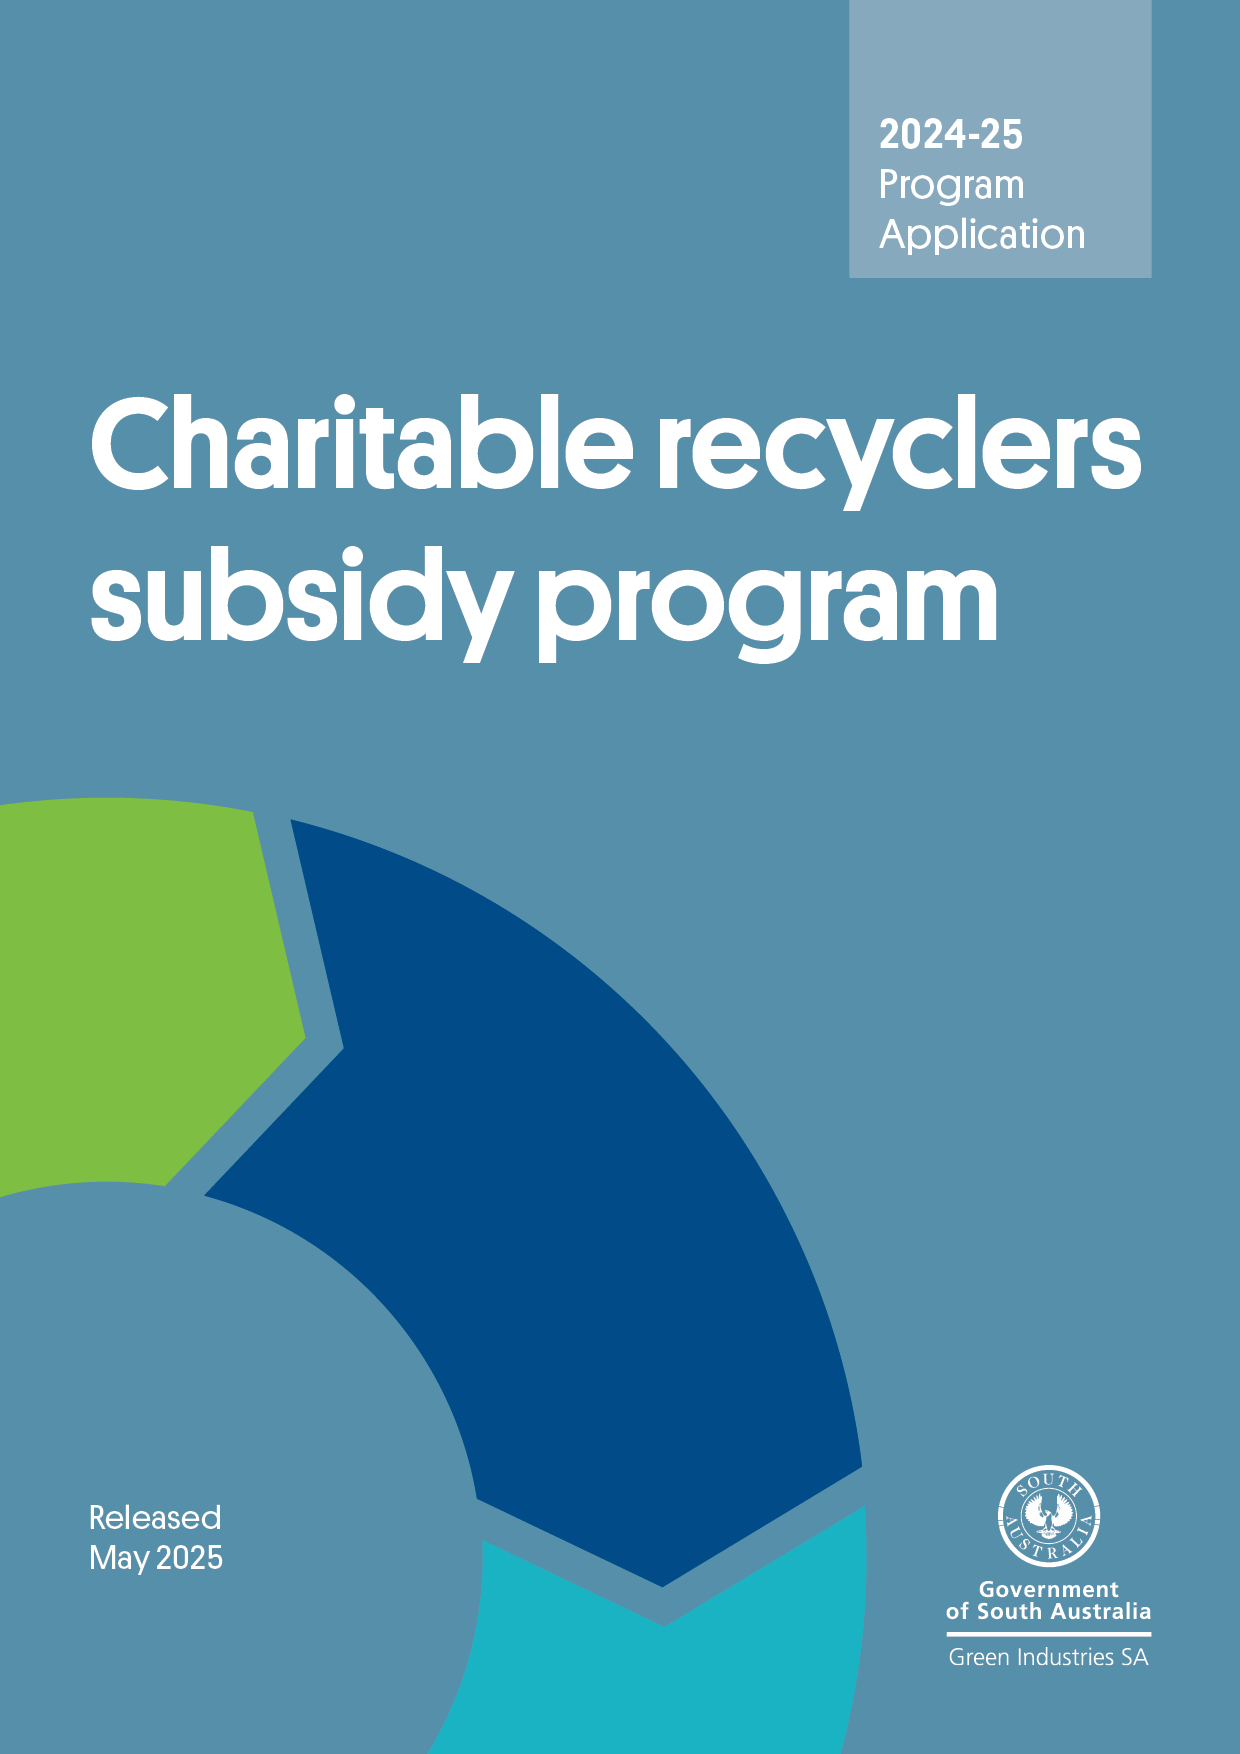 2024-25
Program
Application
Charitable recyclers
subsidy program
Released
May 2025
SOUTH
AUSTRALIA
Government
of South Australia
Green Industries SA